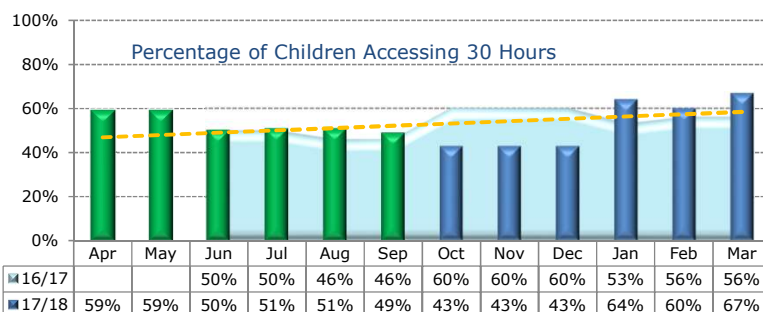 100%
Percentage of Children Accessing 30 Hours
80%
60%
40%
20%
0%
Apr May Jun Jul Aug Sep Oct Nov Dec Jan Feb Mar
16/17 50% 50% 46% 46% 60% 60% 60% 53% 56% 56%
17/18 59% 59% 50% 51% 51% 49% 43% 43% 43% 64% 60% 67%